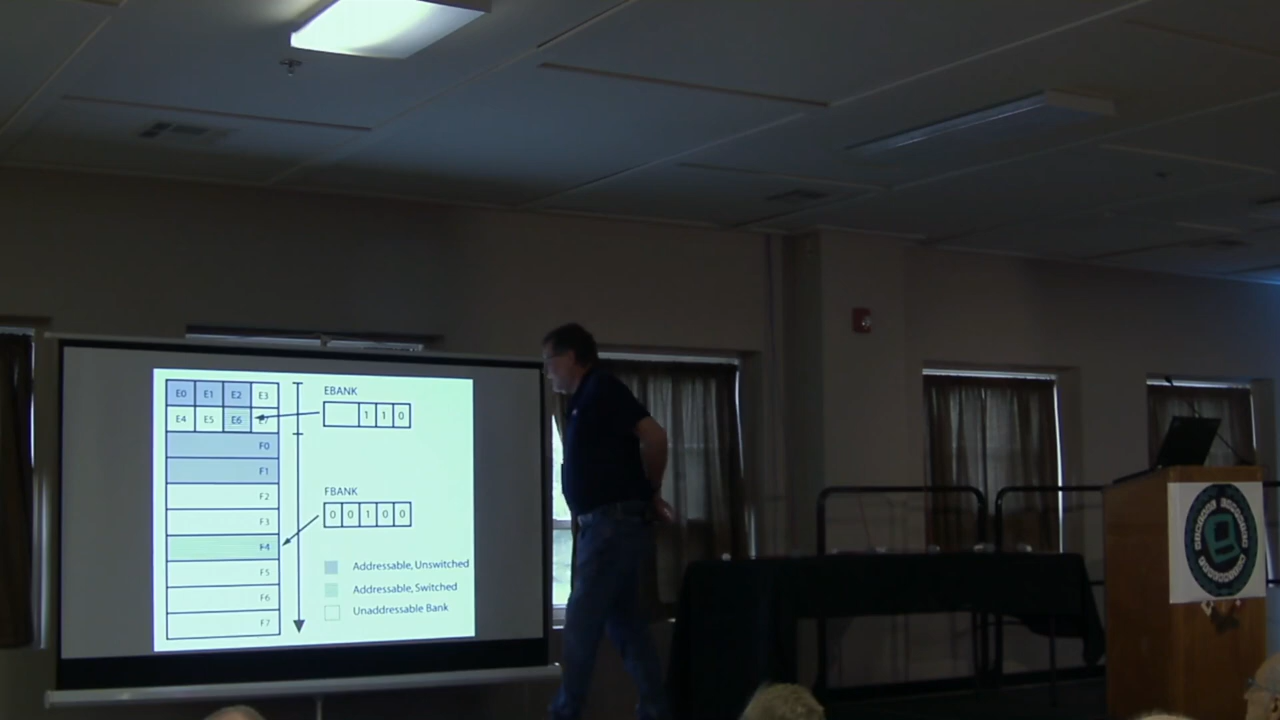 E0 E1 E2 E3
EBANK
E4 E5 E6
1 1 0
F0
F1
F2
FBANK
F3
0 0 1 0 0
F4
F5
Addressable, Unswitched
F6
Addressable, Switched
F7
Unaddressable Bank